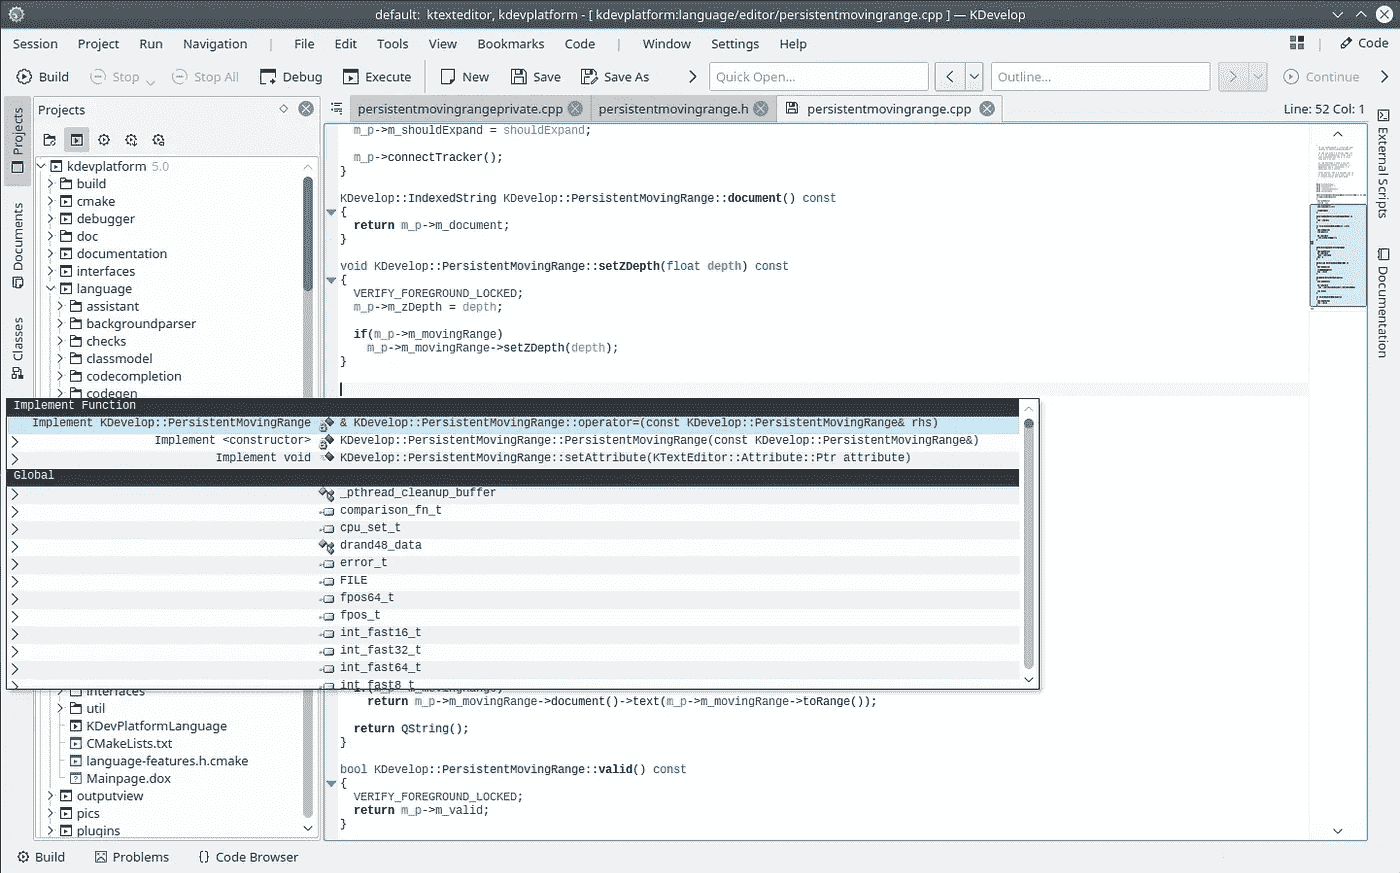 default: ktexteditor, kdevplatform - [ kdevplatform:language/editor/persistentmovingrange.cpp ] — KDevelop
Session Project Run Navigation | File Edit Tools View Bookmarks Code | Window Settings Help | Code
Build Stop Stop All Debug Execute New Save Save As Quick Open... Outline... Continue
Projects
persistentmovingrangeprivate.cpp persistentmovingrange.h persistentmovingrange.cpp Line: 52 Col: 1
Projects
Documents
Classes
External Scripts
Documentation
kdevplatform 5.0
build
cmake
debugger
doc
documentation
interfaces
language
assistant
backgroundparser
checks
classmodel
codecompletion
codegen
m_p->m_shouldExpand = shouldExpand;
m_p->connectTracker();
}
KDevelop::IndexedString KDevelop::PersistentMovingRange::document() const
{
return m_p->m_document;
}
void KDevelop::PersistentMovingRange::setZDepth(float depth) const
{
VERIFY_FOREGROUND_LOCKED;
m_p->m_zDepth = depth;
if(m_p->m_movingRange)
m_p->m_movingRange->setZDepth(depth);
}
Implement Function
Implement KDevelop::PersistentMovingRange & KDevelop::PersistentMovingRange::operator=(const KDevelop::PersistentMovingRange& rhs)
Implement <constructor> KDevelop::PersistentMovingRange::PersistentMovingRange(const KDevelop::PersistentMovingRange&)
Implement void KDevelop::PersistentMovingRange::setAttribute(KTextEditor::Attribute::Ptr attribute)
Global
_pthread_cleanup_buffer
comparison_fn_t
cpu_set_t
drand48_data
error_t
FILE
fpos64_t
fpos_t
int_fast16_t
int_fast32_t
int_fast64_t
int_fast8_t
interfaces
util
KDevPlatformLanguage
CMakeLists.txt
language-features.h.cmake
Mainpage.dox
outputview
pics
plugins
if(m_p->m_movingRange)
return m_p->m_movingRange->document()->text(m_p->m_movingRange->toRange());
return QString();
}
bool KDevelop::PersistentMovingRange::valid() const
{
VERIFY_FOREGROUND_LOCKED;
return m_p->m_valid;
}
Build Problems {} Code Browser